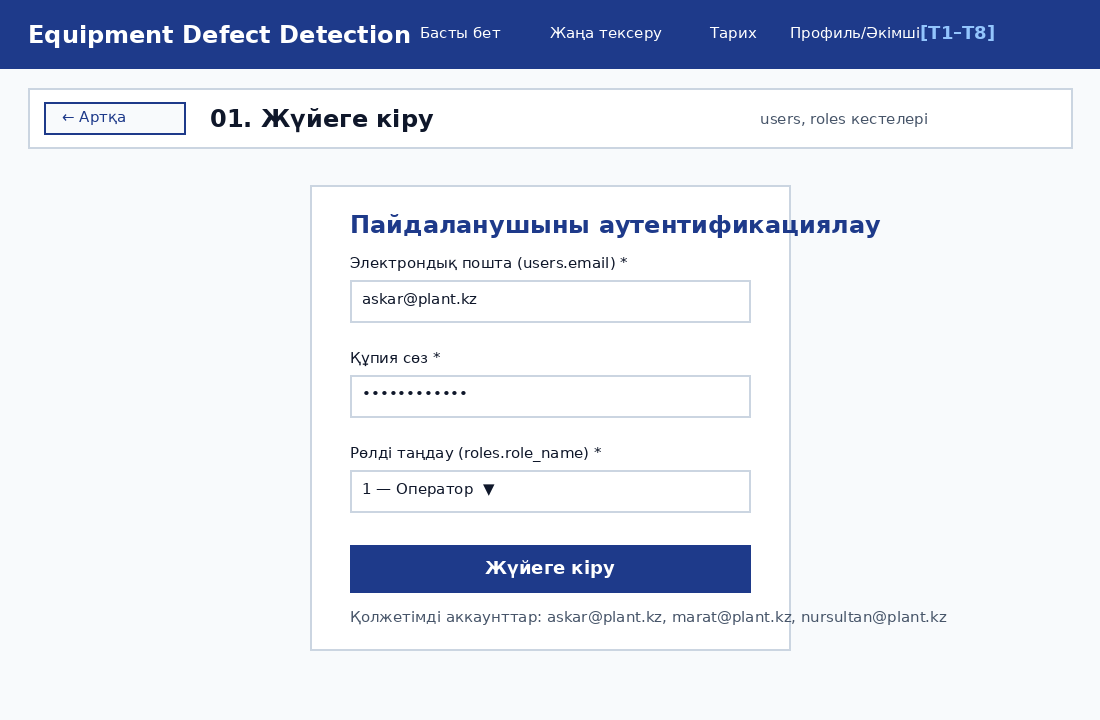 Equipment Defect Detection Басты бет Жаңа тексеру Тарих Профиль/Әкімші [T1–T8]
← Артқа 01. Жүйеге кіру users, roles кестелері
Пайдаланушыны аутентификациялау
Электрондық пошта (users.email) *
askar@plant.kz
Құпия сөз *
••••••••••••
Рөлді таңдау (roles.role_name) *
1 — Оператор ▼
Жүйеге кіру
Қолжетімді аккаунттар: askar@plant.kz, marat@plant.kz, nursultan@plant.kz